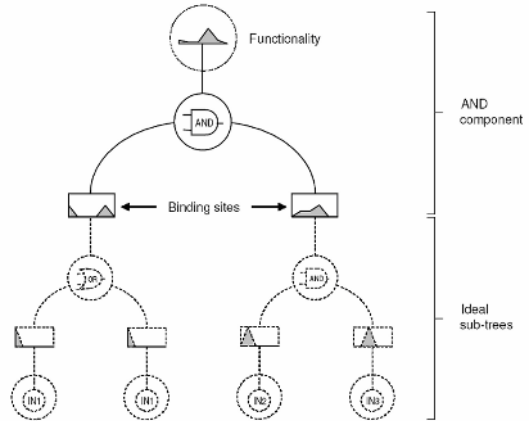 Functionality
AND
AND
component
Binding sites
OR
AND
Ideal
sub-trees
IN1
IN1
IN2
IN3